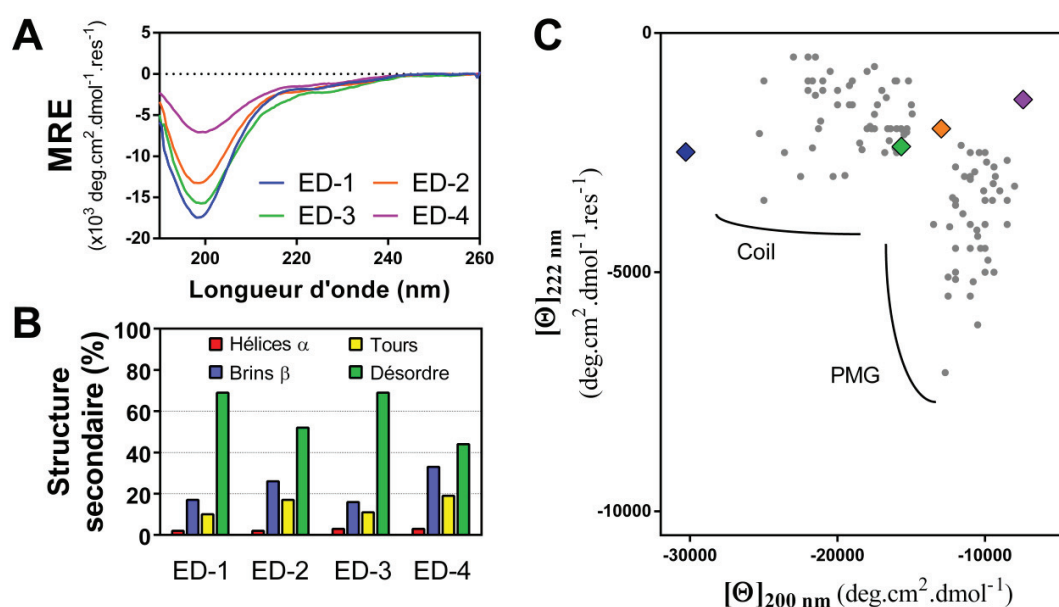 A
MRE
(x10³ deg.cm².dmol⁻¹.res⁻¹)
5
0
-5
-10
-15
-20
ED-1
ED-2
ED-3
ED-4
200
220
240
260
Longueur d'onde (nm)
B
Structure
secondaire (%)
100
80
60
40
20
0
Hélices α
Tours
Brins β
Désordre
ED-1
ED-2
ED-3
ED-4
C
[Θ]222 nm
(deg.cm².dmol⁻¹.res⁻¹)
0
-5000
-10000
Coil
PMG
-30000
-20000
-10000
[Θ]200 nm (deg.cm².dmol⁻¹)